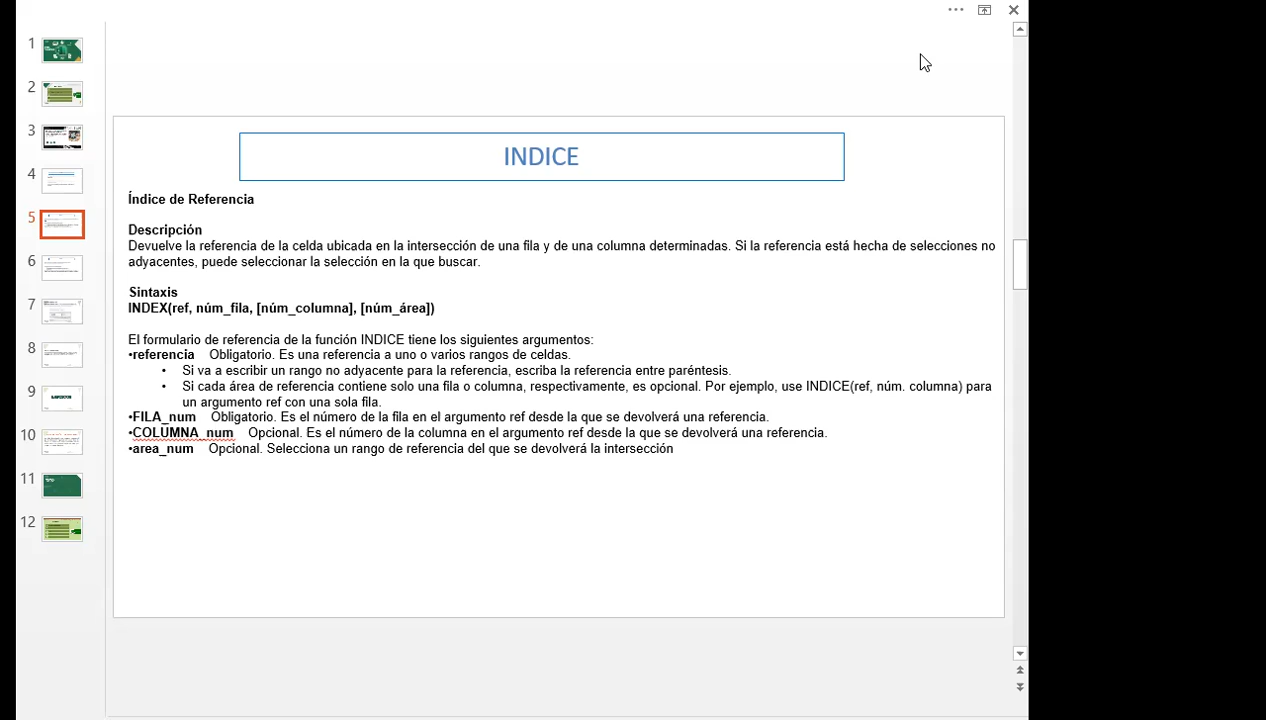 1
2
3
4
5
6
7
8
9
10
11
12
INDICE
Índice de Referencia
Descripción
Devuelve la referencia de la celda ubicada en la intersección de una fila y de una columna determinadas. Si la referencia está hecha de selecciones no
adyacentes, puede seleccionar la selección en la que buscar.
Sintaxis
INDEX(ref, núm_fila, [núm_columna], [núm_área])
El formulario de referencia de la función INDICE tiene los siguientes argumentos:
•referencia Obligatorio. Es una referencia a uno o varios rangos de celdas.
• Si va a escribir un rango no adyacente para la referencia, escriba la referencia entre paréntesis.
• Si cada área de referencia contiene solo una fila o columna, respectivamente, es opcional. Por ejemplo, use INDICE(ref, núm. columna) para
un argumento ref con una sola fila.
•FILA_num Obligatorio. Es el número de la fila en el argumento ref desde la que se devolverá una referencia.
•COLUMNA_num Opcional. Es el número de la columna en el argumento ref desde la que se devolverá una referencia.
•area_num Opcional. Selecciona un rango de referencia del que se devolverá la intersección